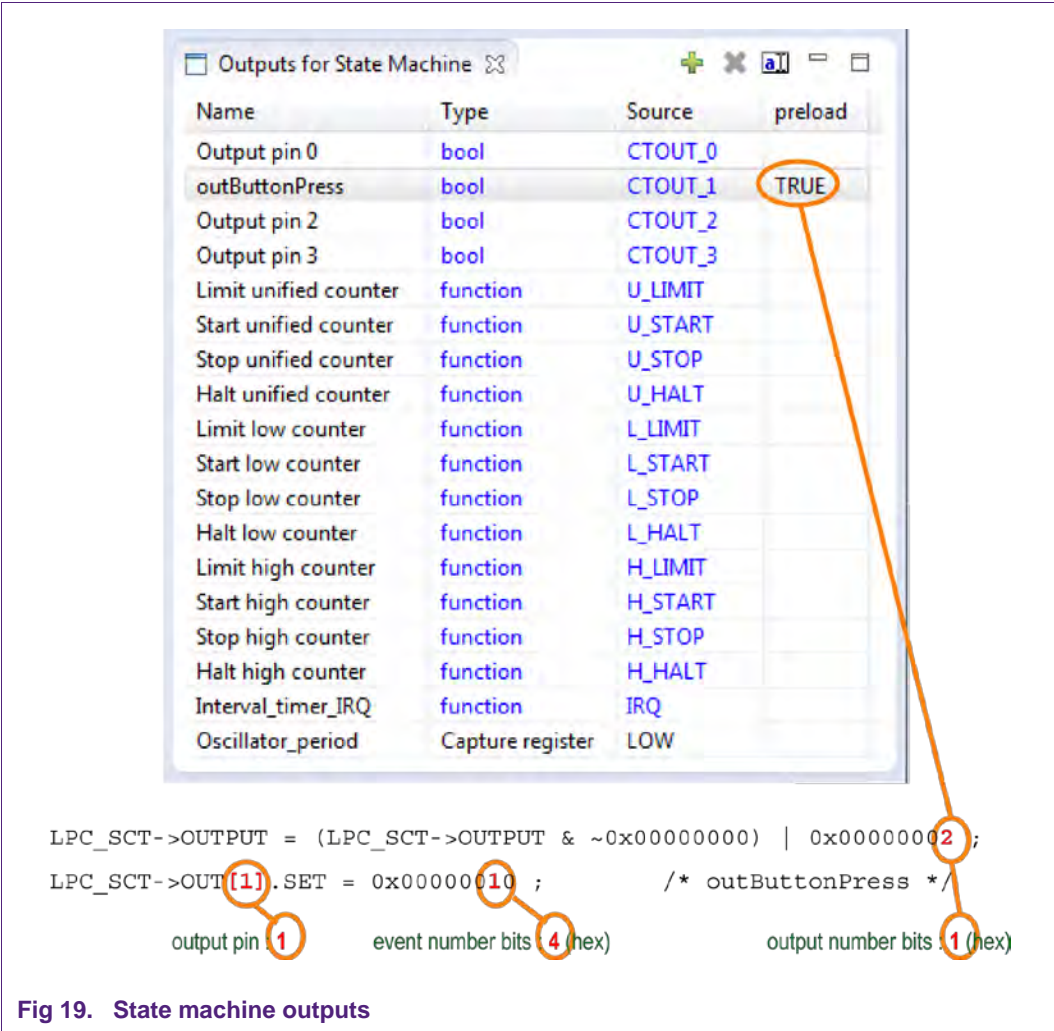 Outputs for State Machine
Name Type Source preload
Output pin 0 bool CTOUT_0
outButtonPress bool CTOUT_1 TRUE
Output pin 2 bool CTOUT_2
Output pin 3 bool CTOUT_3
Limit unified counter function U_LIMIT
Start unified counter function U_START
Stop unified counter function U_STOP
Halt unified counter function U_HALT
Limit low counter function L_LIMIT
Start low counter function L_START
Stop low counter function L_STOP
Halt low counter function L_HALT
Limit high counter function H_LIMIT
Start high counter function H_START
Stop high counter function H_STOP
Halt high counter function H_HALT
Interval_timer_IRQ function IRQ
Oscillator_period Capture register LOW
LPC_SCT->OUTPUT = (LPC_SCT->OUTPUT & ~0x00000000) | 0x00000002 ;
LPC_SCT->OUT[1].SET = 0x00000010 ; /* outButtonPress */
output pin : 1 event number bits : 4 (hex) output number bits : 1 (hex)
Fig 19. State machine outputs